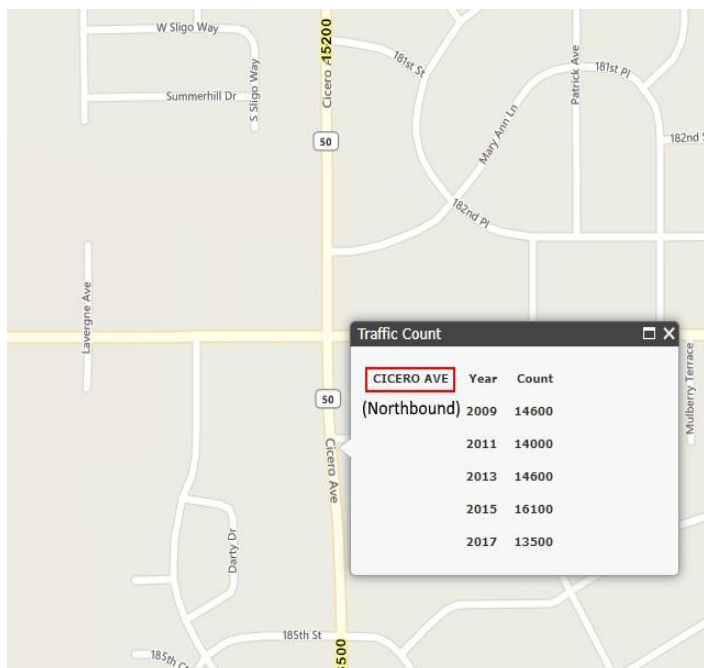 W Sligo Way
S Sligo Way
Summerhill Dr
15200
Cicero A
181st St
181st Pl
Patrick Ave
Mary Ann Ln
50
182nd S
182nd Pl
Lavergne Ave
Traffic Count
CICERO AVE Year Count
(Northbound) 2009 14600
2011 14000
2013 14600
2015 16100
2017 13500
50
Cicero Ave
Mulberry Terrace
Darty Dr
185th St
185th Ct
500